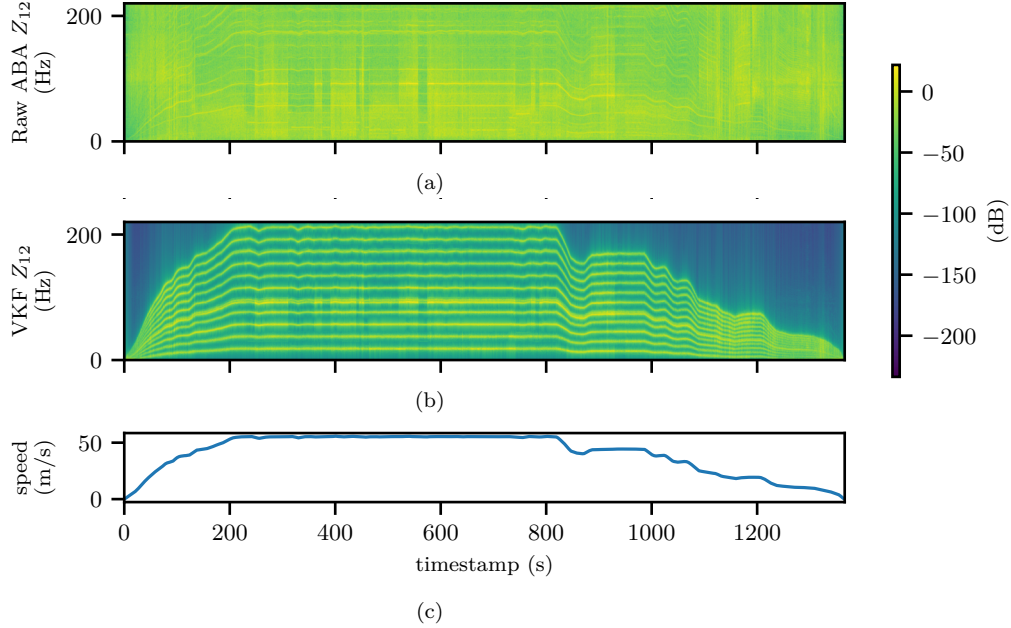 Raw ABA Z₁₂
(Hz)
200
0
(a)
VKF Z₁₂
(Hz)
200
0
(b)
speed
(m/s)
50
0
0 200 400 600 800 1000 1200
timestamp (s)
(c)
0
−50
−100
−150
−200
(dB)